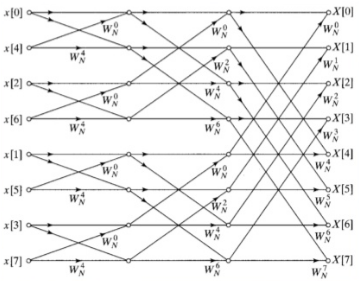 x[0] X[0]
W_N^0 W_N^0 W_N^0
x[4] X[1]
W_N^4 W_N^2 W_N^1
x[2] X[2]
W_N^0 W_N^4 W_N^2
x[6] X[3]
W_N^4 W_N^6 W_N^3
x[1] X[4]
W_N^0 W_N^0 W_N^4
x[5] X[5]
W_N^4 W_N^2 W_N^5
x[3] X[6]
W_N^0 W_N^4 W_N^6
x[7] X[7]
W_N^4 W_N^6 W_N^7